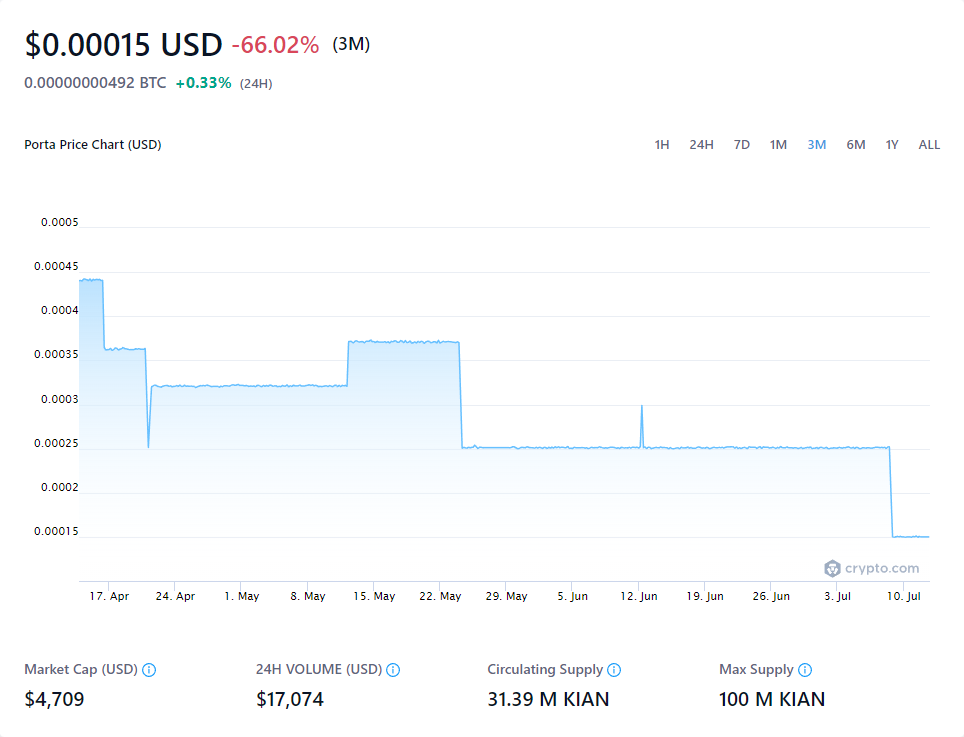 $0.00015 USD -66.02% (3M)
0.00000000492 BTC +0.33% (24H)
Porta Price Chart (USD) 1H 24H 7D 1M 3M 6M 1Y ALL
0.0005
0.00045
0.0004
0.00035
0.0003
0.00025
0.0002
0.00015
crypto.com
17. Apr 24. Apr 1. May 8. May 15. May 22. May 29. May 5. Jun 12. Jun 19. Jun 26. Jun 3. Jul 10. Jul
Market Cap (USD) 24H VOLUME (USD) Circulating Supply Max Supply
$4,709 $17,074 31.39 M KIAN 100 M KIAN